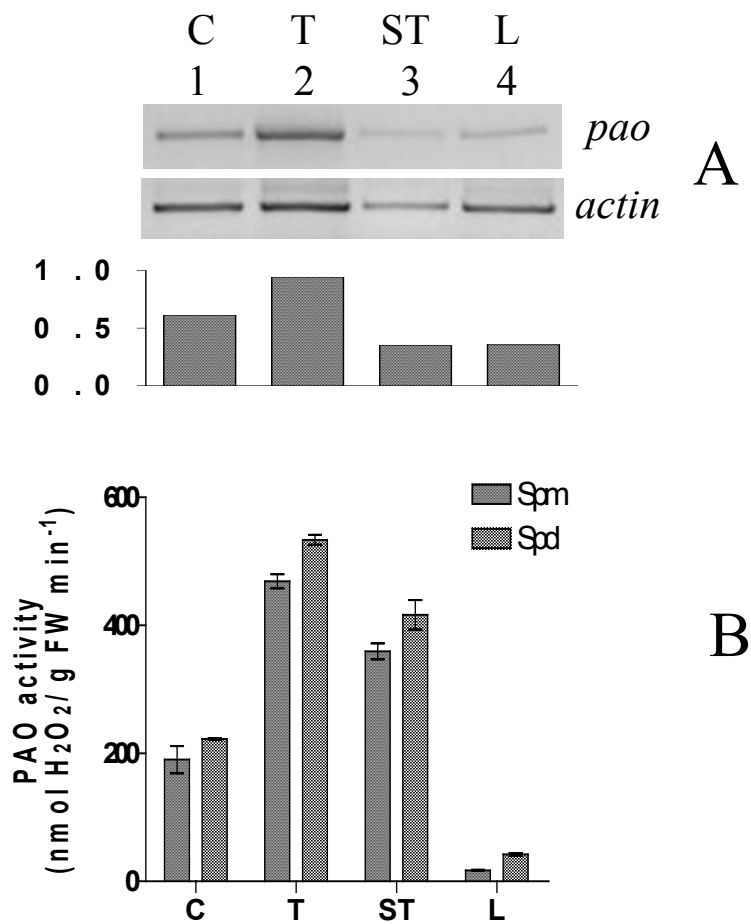 C T ST L
1 2 3 4
pao
A
actin
1 . 0
0 . 5
0 . 0
600
400
200
0
PAO activity
(nmol H₂O₂/ g FW min⁻¹)
Spm
Spd
B
C T ST L